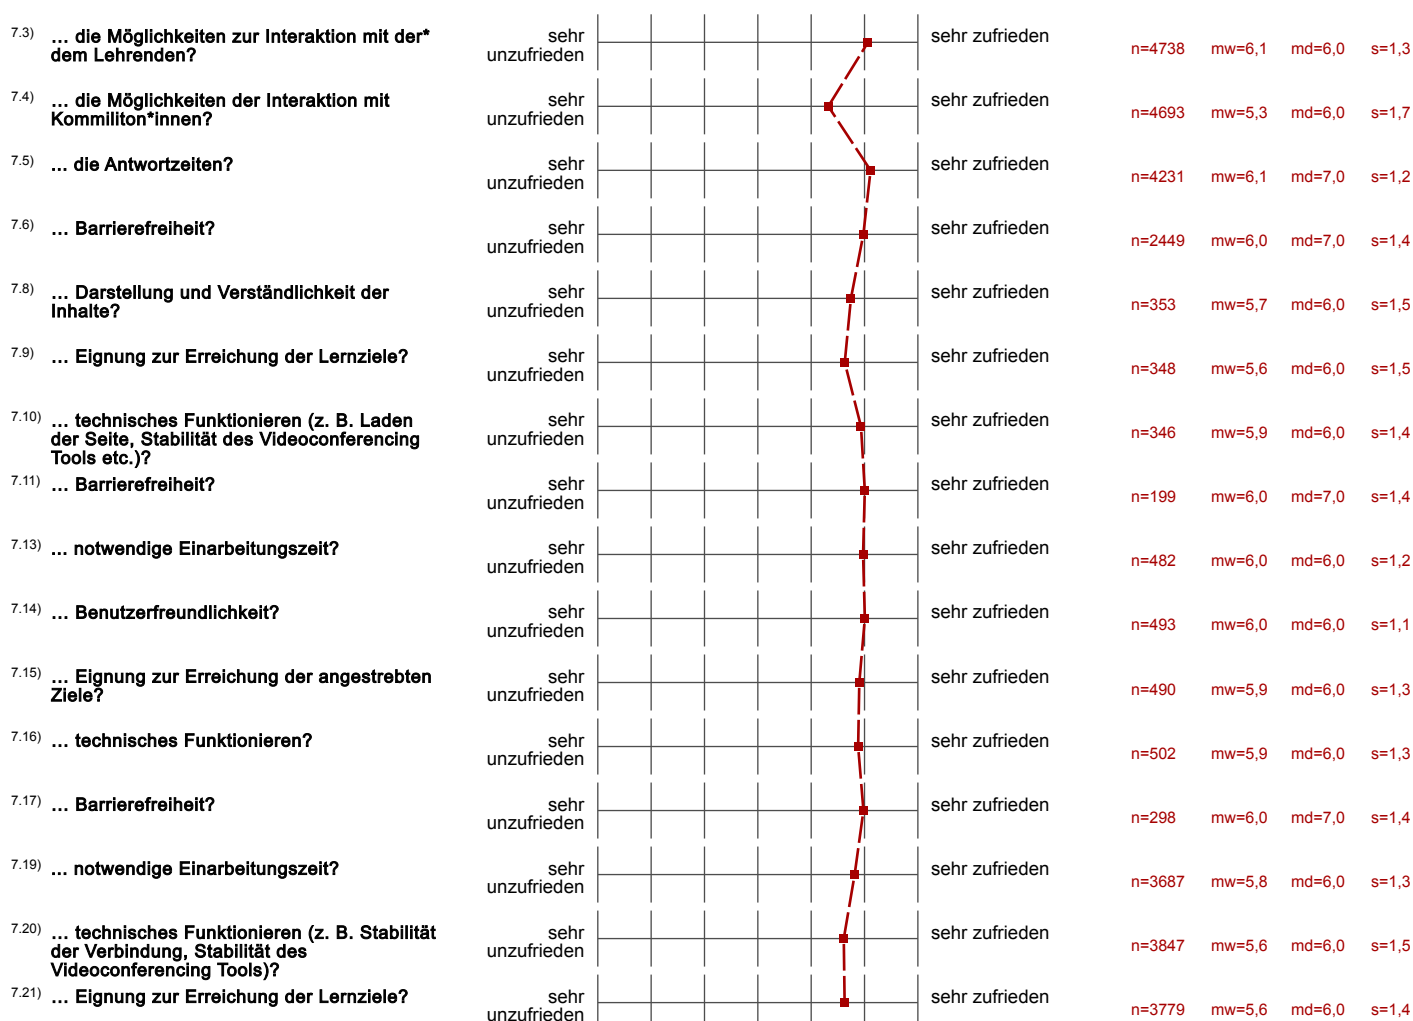 7.3) ... die Möglichkeiten zur Interaktion mit der* sehr sehr zufrieden
dem Lehrenden? unzufrieden n=4738 mw=6,1 md=6,0 s=1,3
7.4) ... die Möglichkeiten der Interaktion mit sehr sehr zufrieden
Kommiliton*innen? unzufrieden n=4693 mw=5,3 md=6,0 s=1,7
7.5) ... die Antwortzeiten? sehr sehr zufrieden
unzufrieden n=4231 mw=6,1 md=7,0 s=1,2
7.6) ... Barrierefreiheit? sehr sehr zufrieden
unzufrieden n=2449 mw=6,0 md=7,0 s=1,4
7.8) ... Darstellung und Verständlichkeit der sehr sehr zufrieden
Inhalte? unzufrieden n=353 mw=5,7 md=6,0 s=1,5
7.9) ... Eignung zur Erreichung der Lernziele? sehr sehr zufrieden
unzufrieden n=348 mw=5,6 md=6,0 s=1,5
7.10) ... technisches Funktionieren (z. B. Laden sehr sehr zufrieden
der Seite, Stabilität des Videoconferencing unzufrieden n=346 mw=5,9 md=6,0 s=1,4
Tools etc.)?
7.11) ... Barrierefreiheit? sehr sehr zufrieden
unzufrieden n=199 mw=6,0 md=7,0 s=1,4
7.13) ... notwendige Einarbeitungszeit? sehr sehr zufrieden
unzufrieden n=482 mw=6,0 md=6,0 s=1,2
7.14) ... Benutzerfreundlichkeit? sehr sehr zufrieden
unzufrieden n=493 mw=6,0 md=6,0 s=1,1
7.15) ... Eignung zur Erreichung der angestrebten sehr sehr zufrieden
Ziele? unzufrieden n=490 mw=5,9 md=6,0 s=1,3
7.16) ... technisches Funktionieren? sehr sehr zufrieden
unzufrieden n=502 mw=5,9 md=6,0 s=1,3
7.17) ... Barrierefreiheit? sehr sehr zufrieden
unzufrieden n=298 mw=6,0 md=7,0 s=1,4
7.19) ... notwendige Einarbeitungszeit? sehr sehr zufrieden
unzufrieden n=3687 mw=5,8 md=6,0 s=1,3
7.20) ... technisches Funktionieren (z. B. Stabilität sehr sehr zufrieden
der Verbindung, Stabilität des unzufrieden n=3847 mw=5,6 md=6,0 s=1,5
Videoconferencing Tools)?
7.21) ... Eignung zur Erreichung der Lernziele? sehr sehr zufrieden
unzufrieden n=3779 mw=5,6 md=6,0 s=1,4